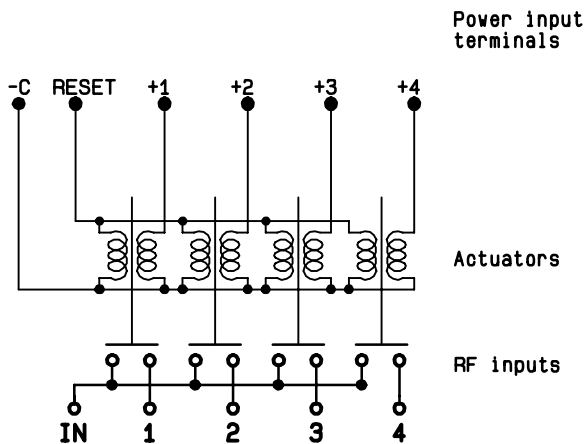 Power input
terminals
-C RESET +1 +2 +3 +4
Actuators
RF inputs
IN 1 2 3 4